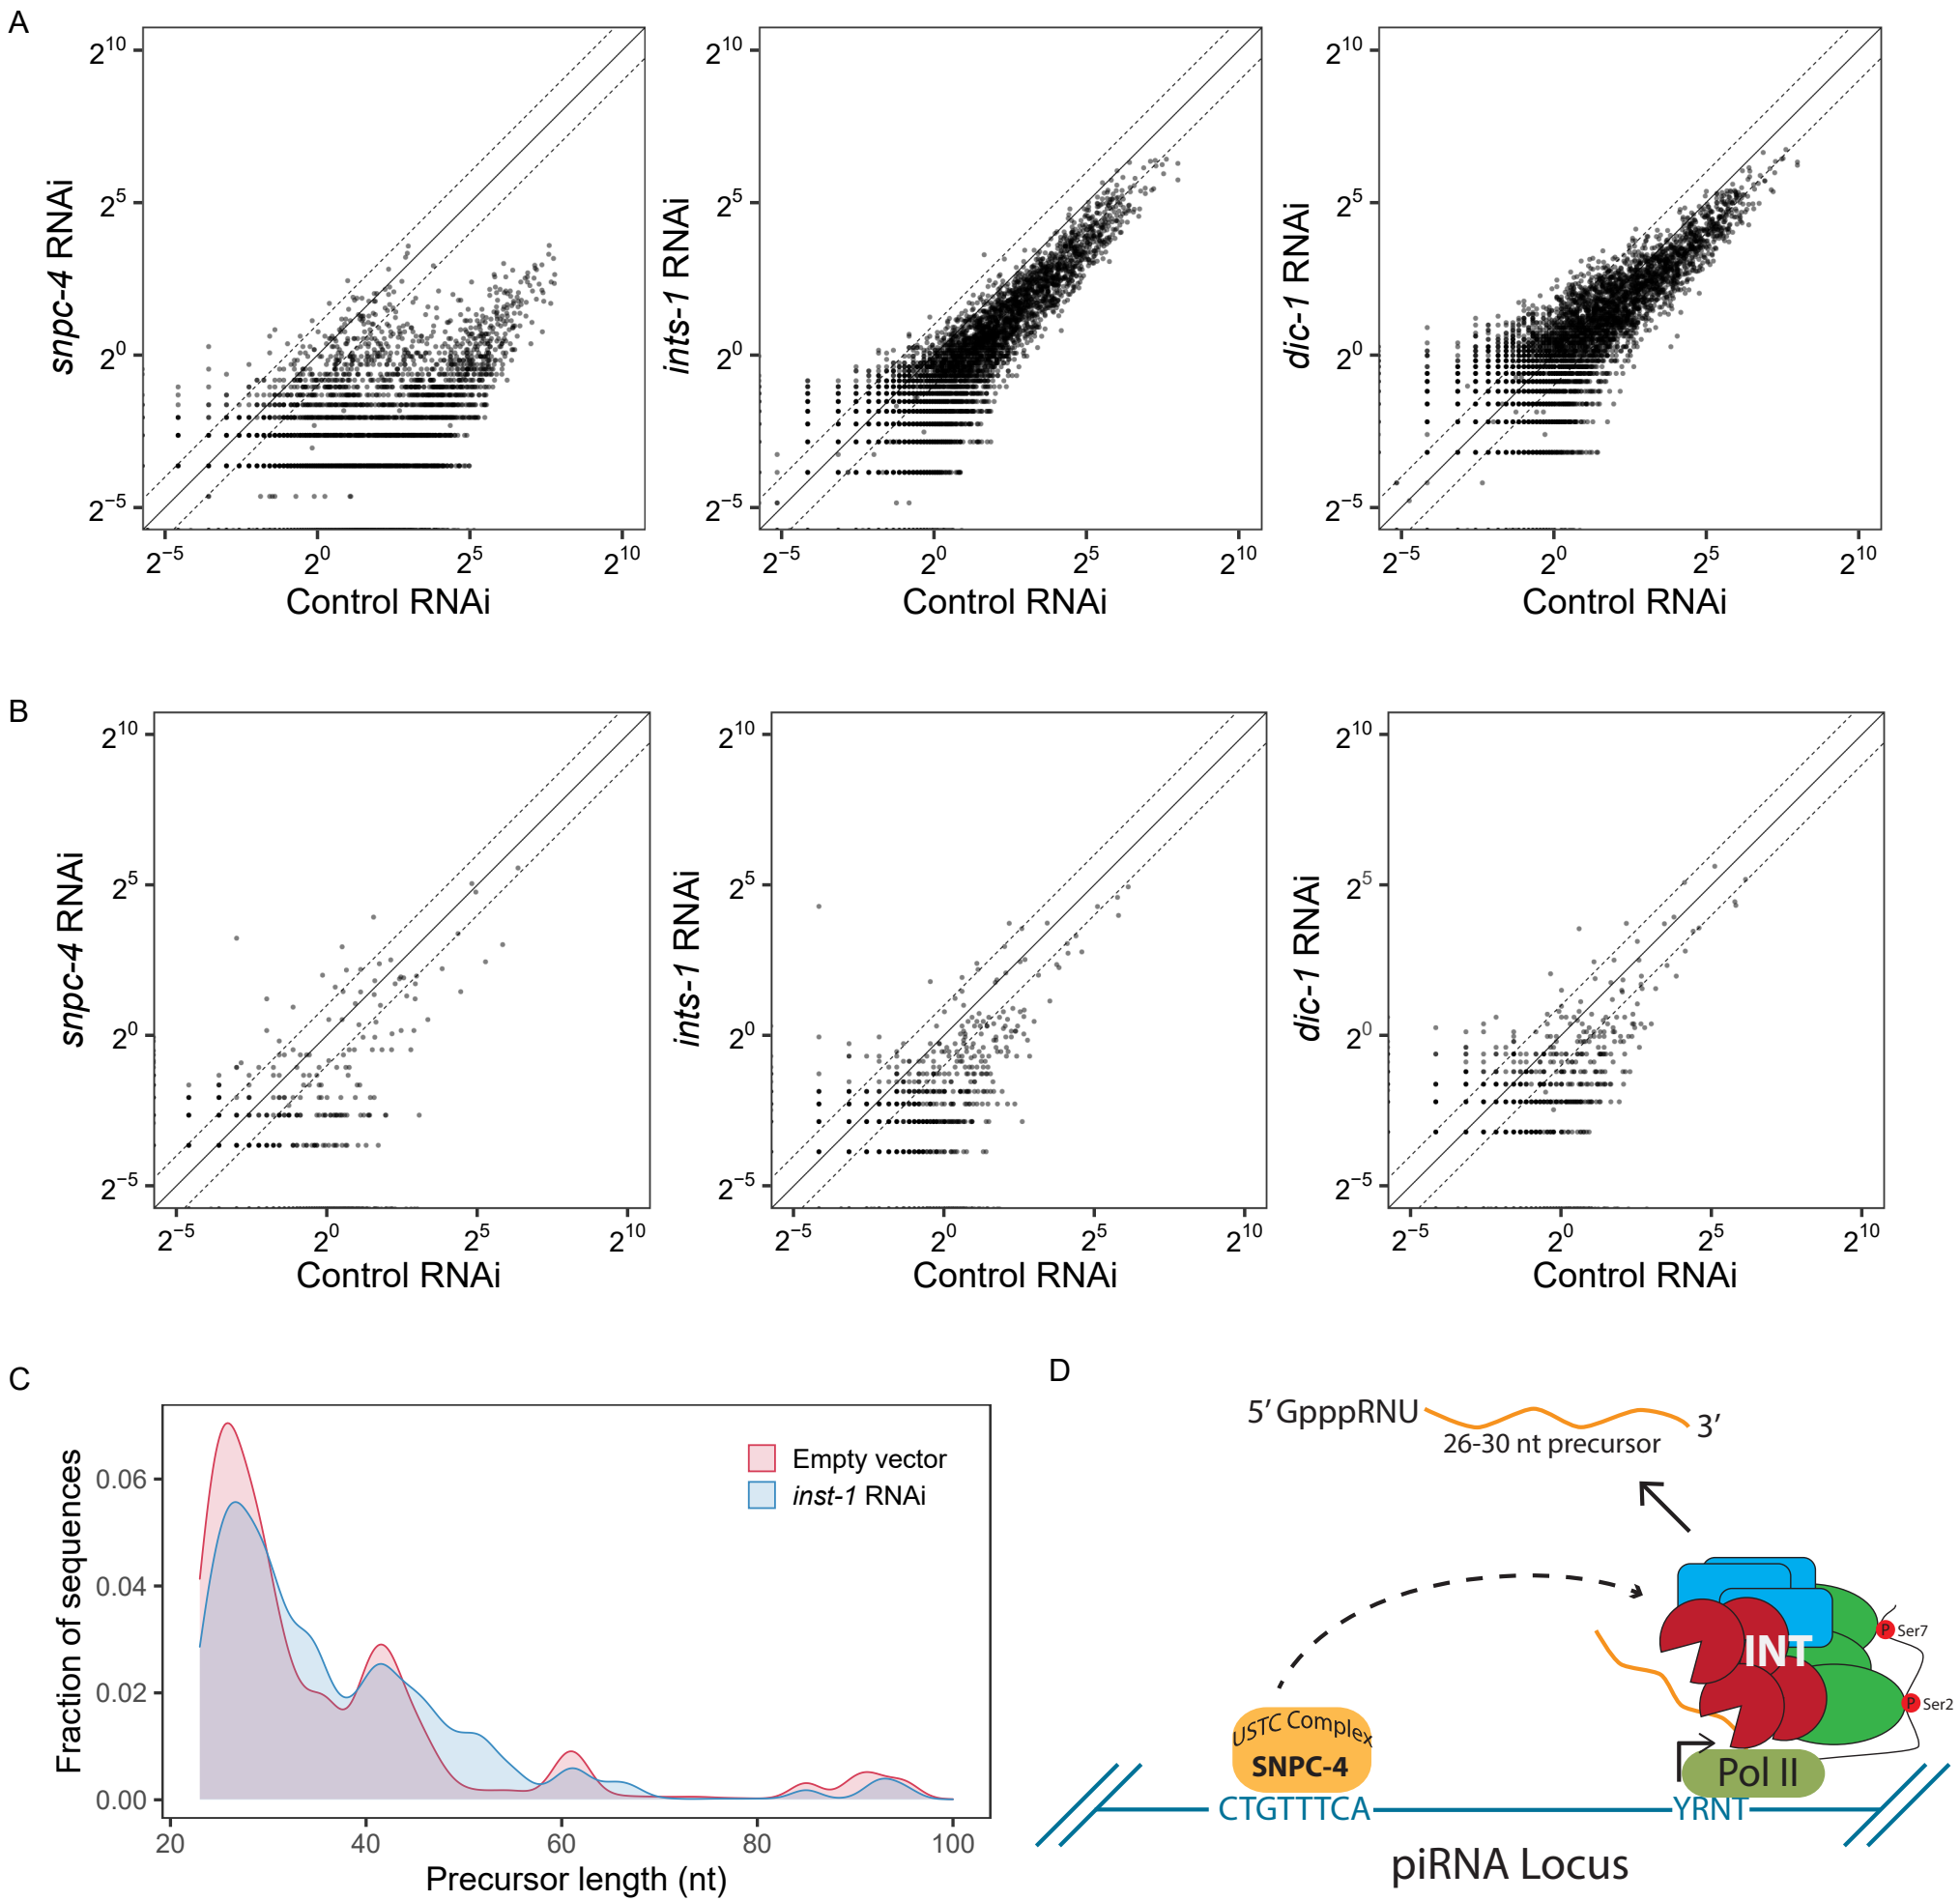 A
2^10
2^5
2^0
2^−5
snpc-4 RNAi
2^−5 2^0 2^5 2^10
Control RNAi
2^10
2^5
2^0
2^−5
ints-1 RNAi
2^−5 2^0 2^5 2^10
Control RNAi
2^10
2^5
2^0
2^−5
dic-1 RNAi
2^−5 2^0 2^5 2^10
Control RNAi
B
2^10
2^5
2^0
2^−5
snpc-4 RNAi
2^−5 2^0 2^5 2^10
Control RNAi
2^10
2^5
2^0
2^−5
ints-1 RNAi
2^−5 2^0 2^5 2^10
Control RNAi
2^10
2^5
2^0
2^−5
dic-1 RNAi
2^−5 2^0 2^5 2^10
Control RNAi
C
Fraction of sequences
0.06
0.04
0.02
0.00
Empty vector
inst-1 RNAi
20 40 60 80 100
Precursor length (nt)
D
5′ GpppRNU
3′
26-30 nt precursor
INT
P Ser7
P Ser2
USTC Complex
SNPC-4
Pol II
CTGTTTCA
YRNT
piRNA Locus